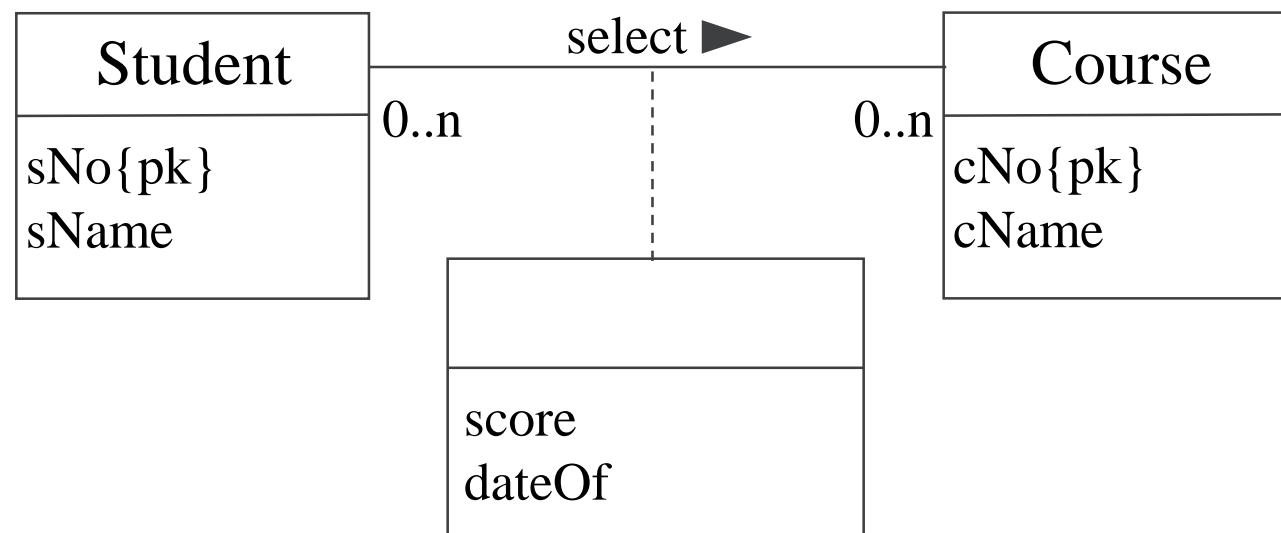 select ►
Student
Course
0..n
0..n
sNo{pk}
sName
cNo{pk}
cName
score
dateOf